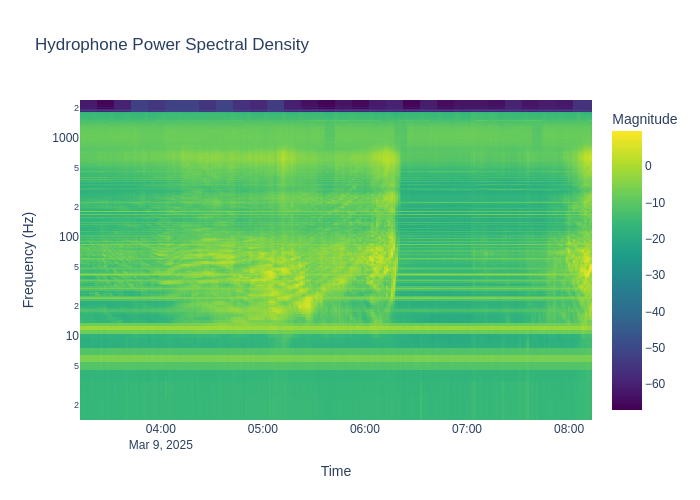 Hydrophone Power Spectral Density
Magnitude
2
1000
5
2
100
5
2
10
5
2
Frequency (Hz)
0
−10
−20
−30
−40
−50
−60
04:00 05:00 06:00 07:00 08:00
Mar 9, 2025
Time